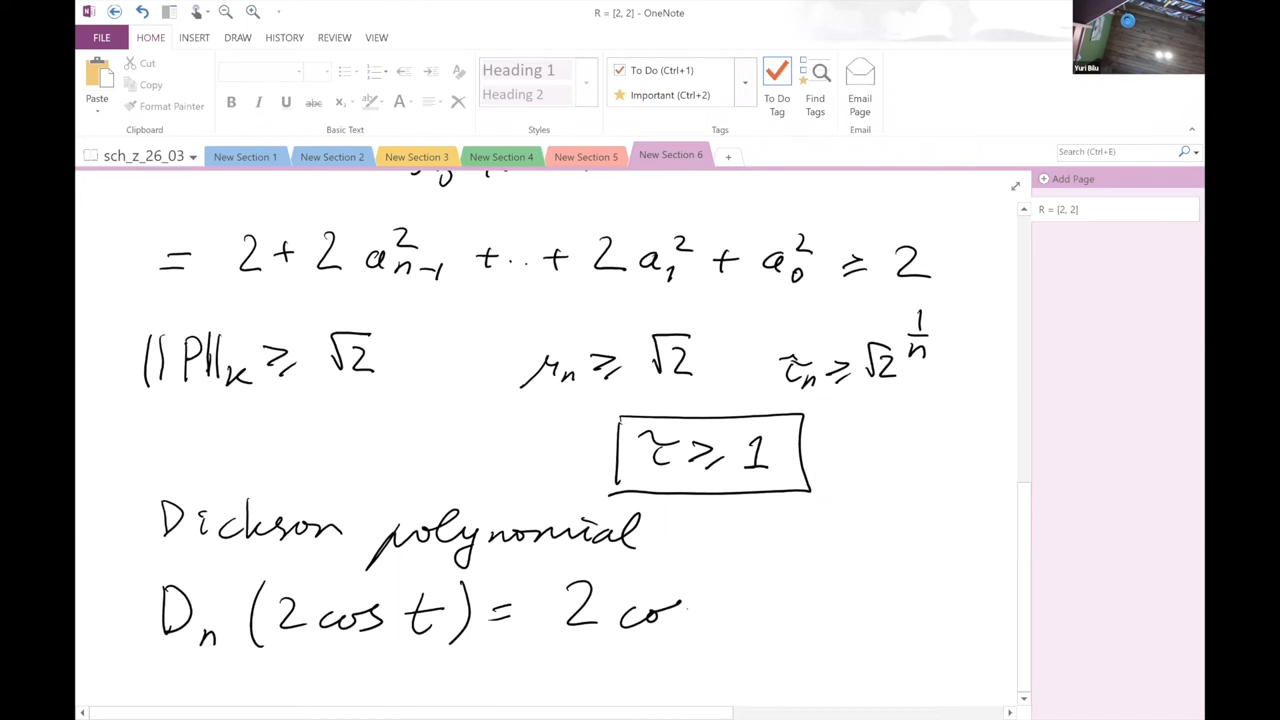 R = [2, 2] - OneNote
Yuri Bilu
FILE HOME INSERT DRAW HISTORY REVIEW VIEW
Paste
Cut
Copy
Format Painter
Clipboard
B I U x₂ A
Basic Text
Heading 1
Heading 2
Styles
To Do (Ctrl+1)
Important (Ctrl+2)
Tags
To Do Tag
Find Tags
Email Page
Email
sch_z_26_03 New Section 1 New Section 2 New Section 3 New Section 4 New Section 5 New Section 6 +
Search (Ctrl+E)
Add Page
R = [2, 2]
= 2 + 2 a²ₙ₋₁ + .. + 2 a₁² + a₀² ≥ 2
||P||ₖ ≥ √2 μₙ ≥ √2 τₙ ≥ √2^(1/n)
τ ≥ 1
Dickson polynomial
Dₙ (2 cos t) = 2 co